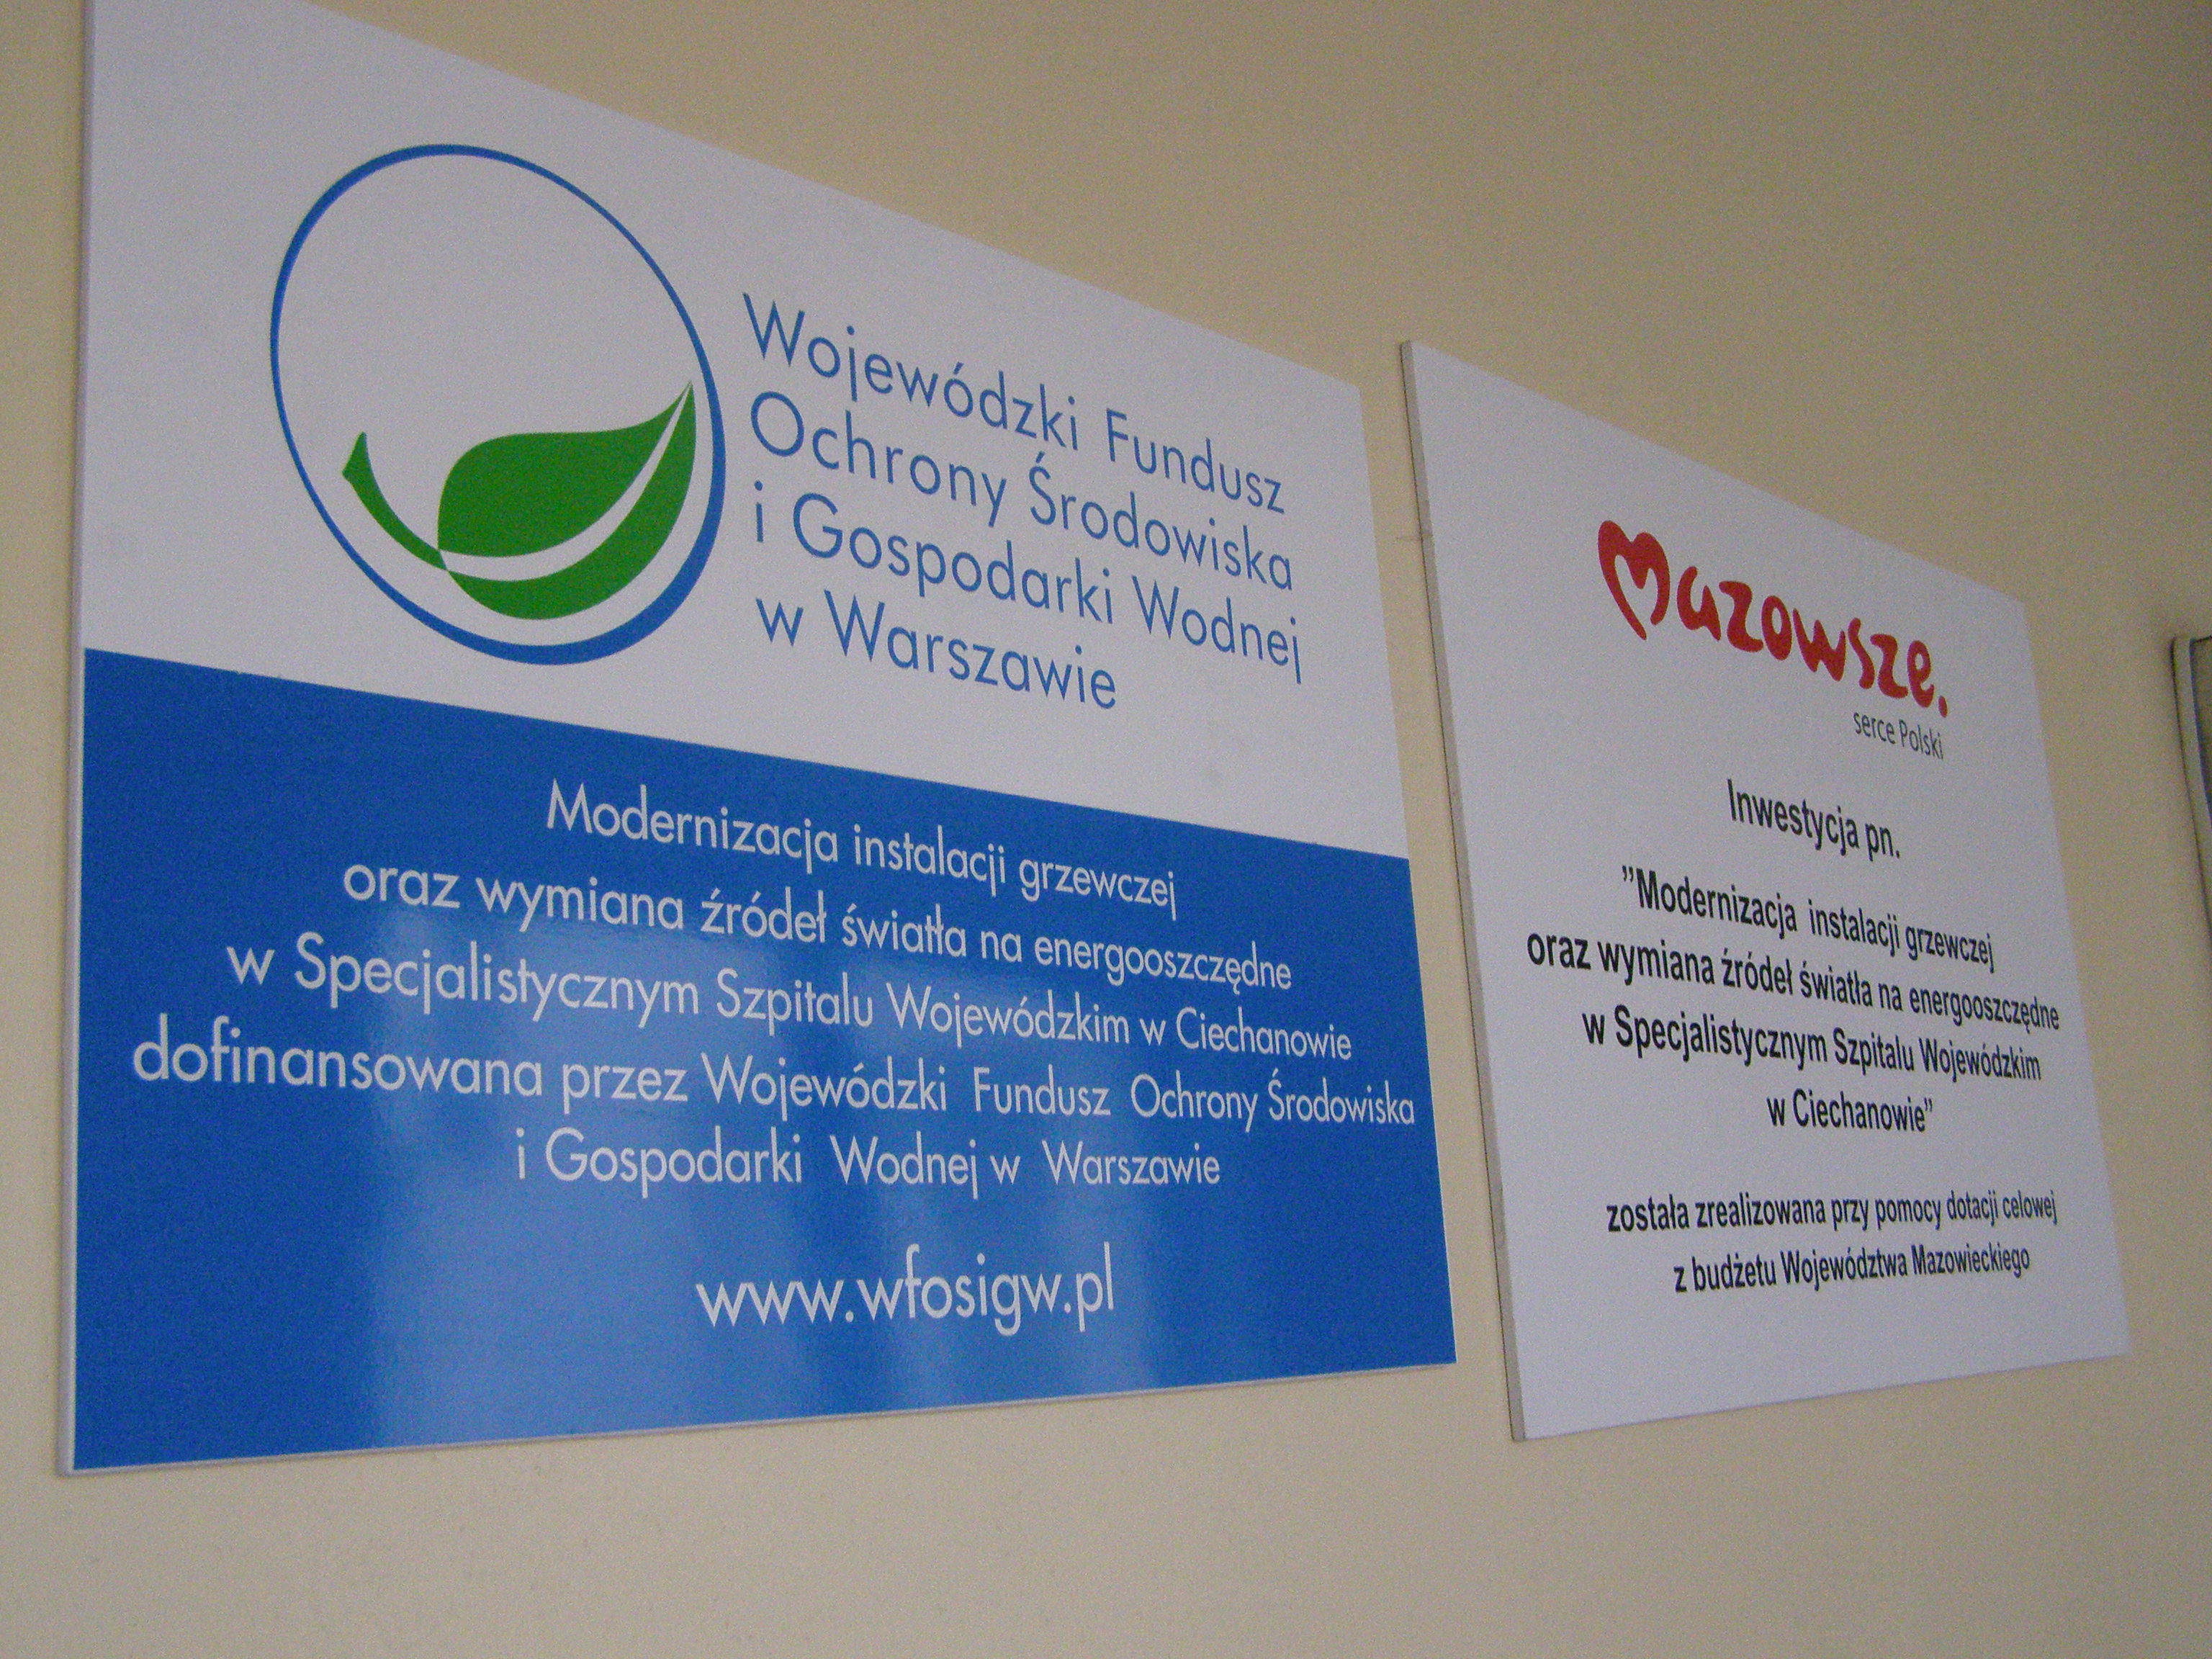 Wojewódzki Fundusz
Ochrony Środowiska
i Gospodarki Wodnej
w Warszawie
Modernizacja instalacji grzewczej
oraz wymiana źródeł światła na energooszczędne
w Specjalistycznym Szpitalu Wojewódzkim w Ciechanowie
dofinansowana przez Wojewódzki Fundusz Ochrony Środowiska
i Gospodarki Wodnej w Warszawie
www.wfosigw.pl
Mazowsze.
serce Polski
Inwestycja pn.
”Modernizacja instalacji grzewczej
oraz wymiana źródeł światła na energooszczędne
w Specjalistycznym Szpitalu Wojewódzkim
w Ciechanowie”
została zrealizowana przy pomocy dotacji celowej
z budżetu Województwa Mazowieckiego